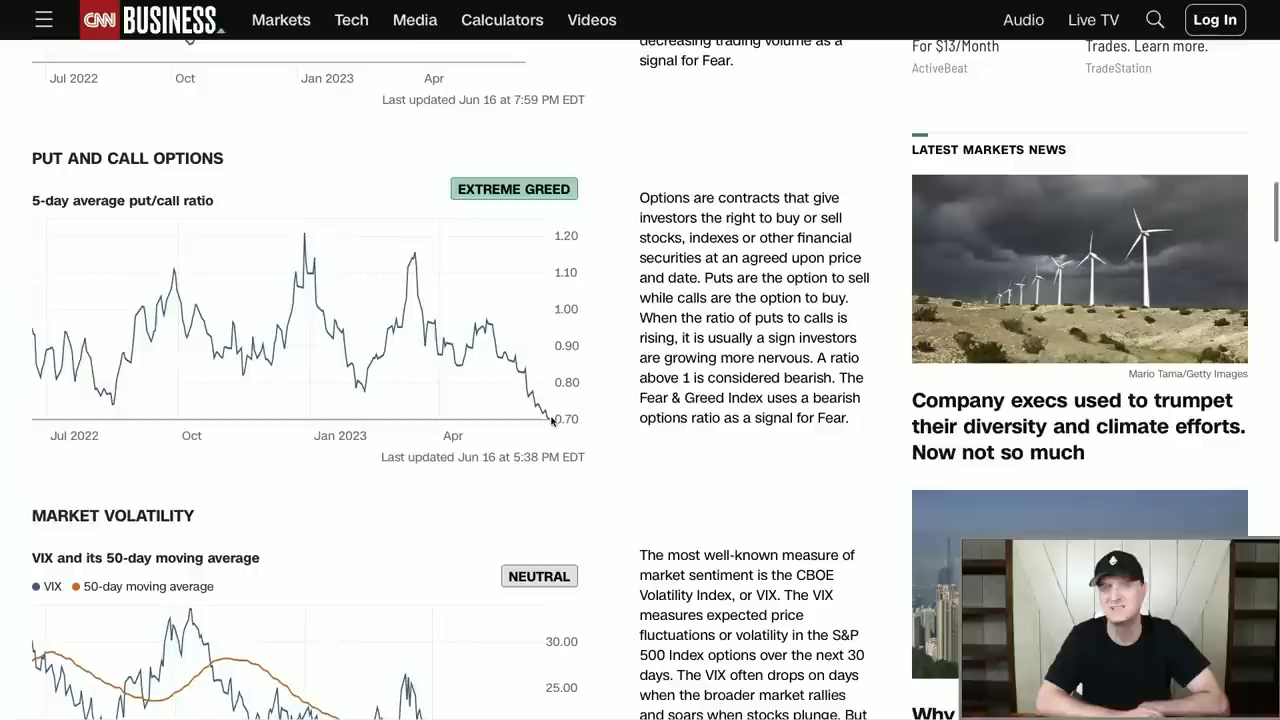 CNN BUSINESS
Markets
Tech
Media
Calculators
Videos
Audio
Live TV
Log In
Jul 2022
Oct
Jan 2023
Apr
Last updated Jun 16 at 7:59 PM EDT
decreasing trading volume as a
signal for Fear.
For $13/Month
ActiveBeat
Trades. Learn more.
TradeStation
PUT AND CALL OPTIONS
EXTREME GREED
5-day average put/call ratio
1.20
1.10
1.00
0.90
0.80
0.70
Jul 2022
Oct
Jan 2023
Apr
Last updated Jun 16 at 5:38 PM EDT
Options are contracts that give
investors the right to buy or sell
stocks, indexes or other financial
securities at an agreed upon price
and date. Puts are the option to sell
while calls are the option to buy.
When the ratio of puts to calls is
rising, it is usually a sign investors
are growing more nervous. A ratio
above 1 is considered bearish. The
Fear & Greed Index uses a bearish
options ratio as a signal for Fear.
MARKET VOLATILITY
VIX and its 50-day moving average
NEUTRAL
VIX
50-day moving average
30.00
25.00
The most well-known measure of
market sentiment is the CBOE
Volatility Index, or VIX. The VIX
measures expected price
fluctuations or volatility in the S&P
500 Index options over the next 30
days. The VIX often drops on days
when the broader market rallies
and soars when stocks plunge. But
LATEST MARKETS NEWS
Mario Tama/Getty Images
Company execs used to trumpet
their diversity and climate efforts.
Now not so much
Why